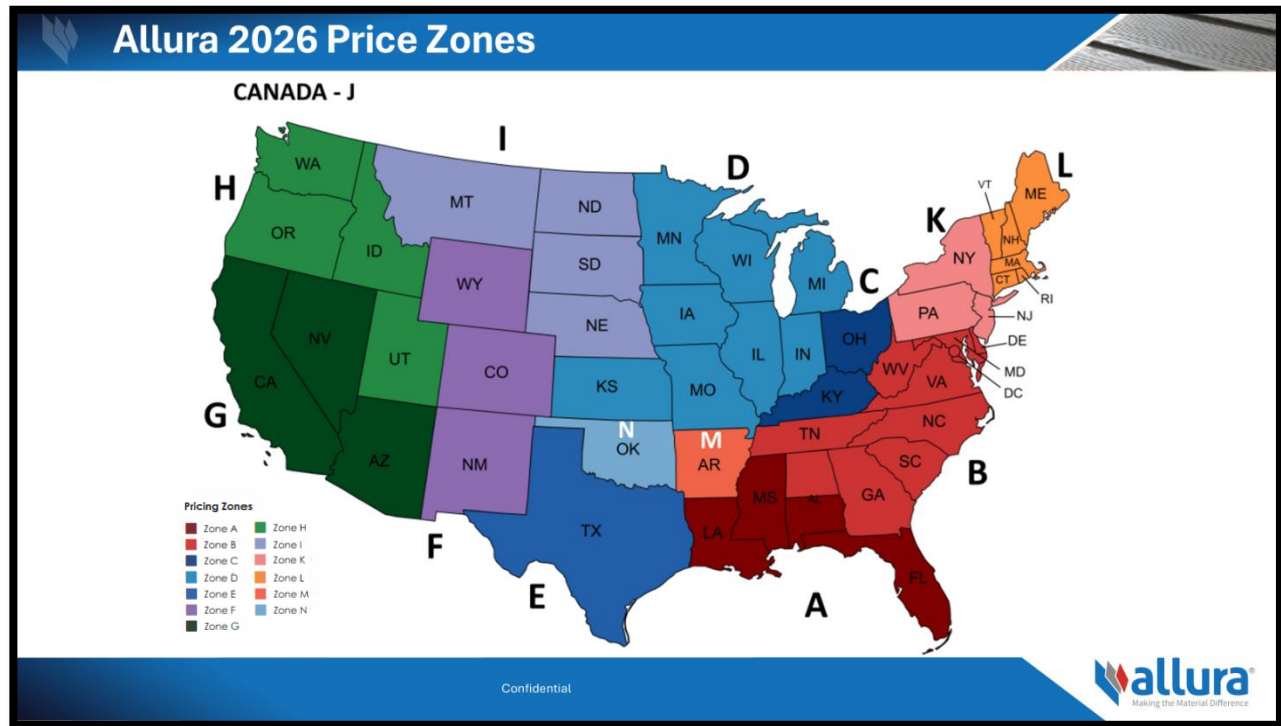 Allura 2026 Price Zones
CANADA - J
I
D
L
H
K
C
G
B
F
E
A
N
M
WA
OR
ID
MT
ND
SD
NE
WY
UT
CO
NV
CA
AZ
NM
KS
OK
TX
MN
WI
MI
IA
IL
IN
MO
OH
KY
AR
LA
MS
AL
TN
GA
FL
SC
NC
VA
WV
PA
NY
VT
ME
NH
MA
CT
RI
NJ
DE
MD
DC
Pricing Zones
Zone A
Zone B
Zone C
Zone D
Zone E
Zone F
Zone G
Zone H
Zone I
Zone K
Zone L
Zone M
Zone N
Confidential
allura®
Making the Material Difference